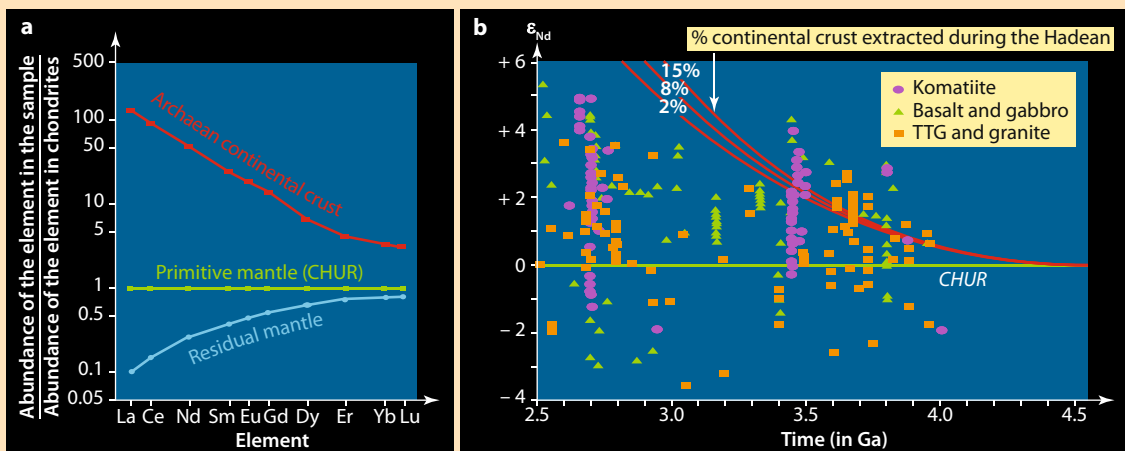 a
Abundance of the element in the sample
Abundance of the element in chondrites
500
100
50
10
5
1
0.5
0.1
0.05
Archaean continental crust
Primitive mantle (CHUR)
Residual mantle
La Ce Nd Sm Eu Gd Dy Er Yb Lu
Element
b
εNd
% continental crust extracted during the Hadean
+ 6
+ 4
+ 2
0
− 2
− 4
15%
8%
2%
Komatiite
Basalt and gabbro
TTG and granite
CHUR
2.5 3.0 3.5 4.0 4.5
Time (in Ga)